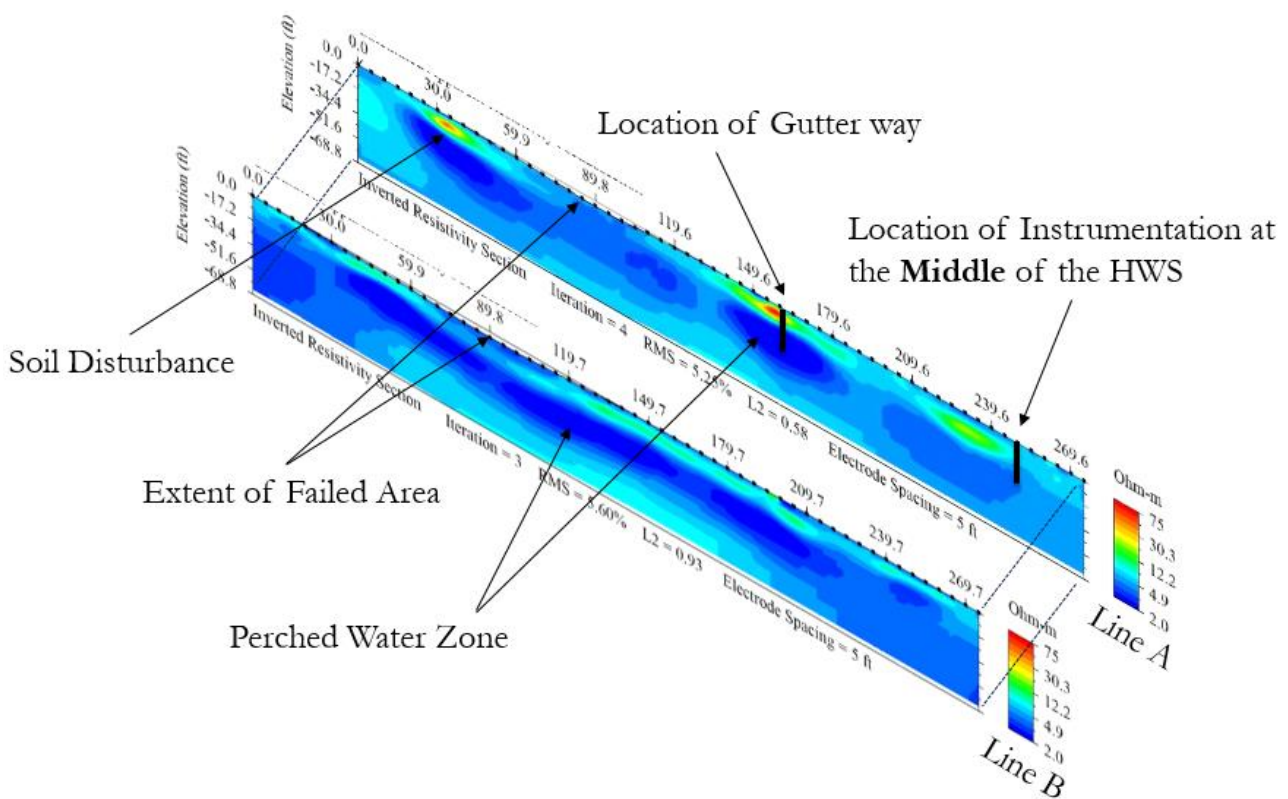 Location of Gutter way
Location of Instrumentation at
the Middle of the HWS
Soil Disturbance
Extent of Failed Area
Perched Water Zone
Elevation (ft)
0.0
-17.2
-34.4
-51.6
-68.8
0.0
30.0
59.9
89.8
119.6
149.6
179.6
209.6
239.6
269.6
Inverted Resistivity Section
Iteration = 4
RMS = 5.25%
L2 = 0.58
Electrode Spacing = 5 ft
Ohm-m
75
30.3
12.2
4.9
2.0
Line A
Elevation (ft)
0.0
-17.2
-34.4
-51.6
-68.8
0.0
30.0
59.9
89.8
119.7
149.7
179.7
209.7
239.7
269.7
Inverted Resistivity Section
Iteration = 3
L2 = 0.93
Electrode Spacing = 5 ft
Ohm-m
75
30.3
12.2
4.9
2.0
Line B